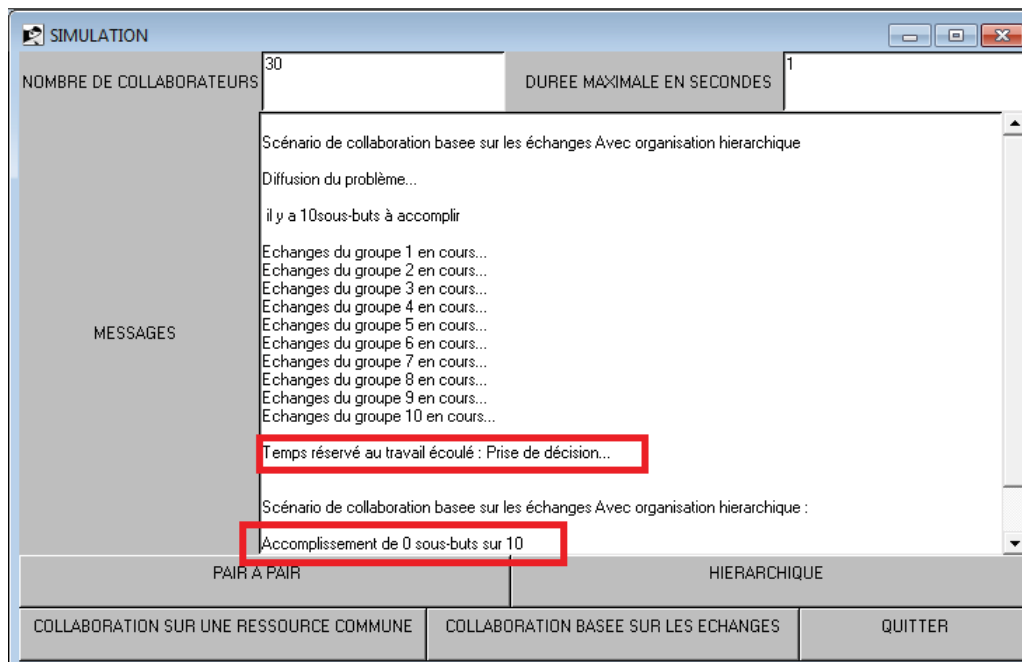 SIMULATION
NOMBRE DE COLLABORATEURS
30
DUREE MAXIMALE EN SECONDES
1
MESSAGES
Scénario de collaboration basee sur les échanges Avec organisation hierarchique
Diffusion du problème...
il y a 10sous-buts à accomplir
Echanges du groupe 1 en cours...
Echanges du groupe 2 en cours...
Echanges du groupe 3 en cours...
Echanges du groupe 4 en cours...
Echanges du groupe 5 en cours...
Echanges du groupe 6 en cours...
Echanges du groupe 7 en cours...
Echanges du groupe 8 en cours...
Echanges du groupe 9 en cours...
Echanges du groupe 10 en cours...
Temps réservé au travail écoulé : Prise de décision...
Scénario de collaboration basee sur les échanges Avec organisation hierarchique :
Accomplissement de 0 sous-buts sur 10
PAIR A PAIR
HIERARCHIQUE
COLLABORATION SUR UNE RESSOURCE COMMUNE
COLLABORATION BASEE SUR LES ECHANGES
QUITTER